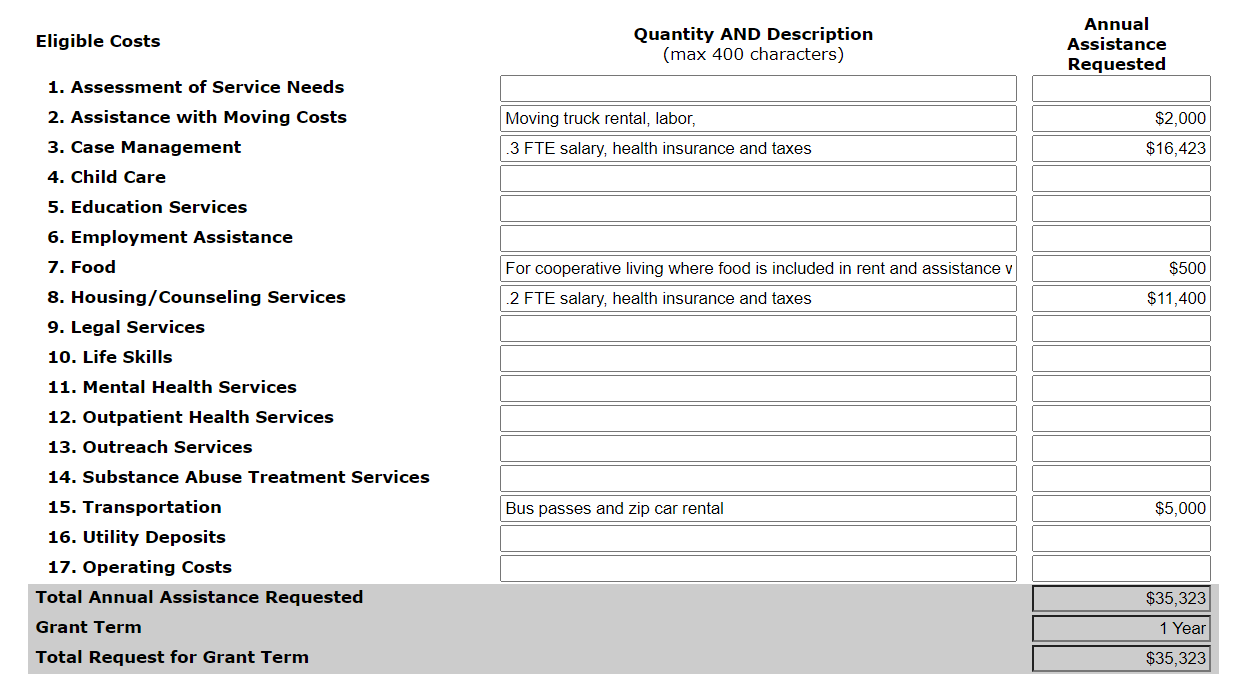 Eligible Costs Quantity AND Description (max 400 characters) Annual Assistance Requested
1. Assessment of Service Needs
2. Assistance with Moving Costs Moving truck rental, labor, $2,000
3. Case Management .3 FTE salary, health insurance and taxes $16,423
4. Child Care
5. Education Services
6. Employment Assistance
7. Food For cooperative living where food is included in rent and assistance $500
8. Housing/Counseling Services .2 FTE salary, health insurance and taxes $11,400
9. Legal Services
10. Life Skills
11. Mental Health Services
12. Outpatient Health Services
13. Outreach Services
14. Substance Abuse Treatment Services
15. Transportation Bus passes and zip car rental $5,000
16. Utility Deposits
17. Operating Costs
Total Annual Assistance Requested $35,323
Grant Term 1 Year
Total Request for Grant Term $35,323